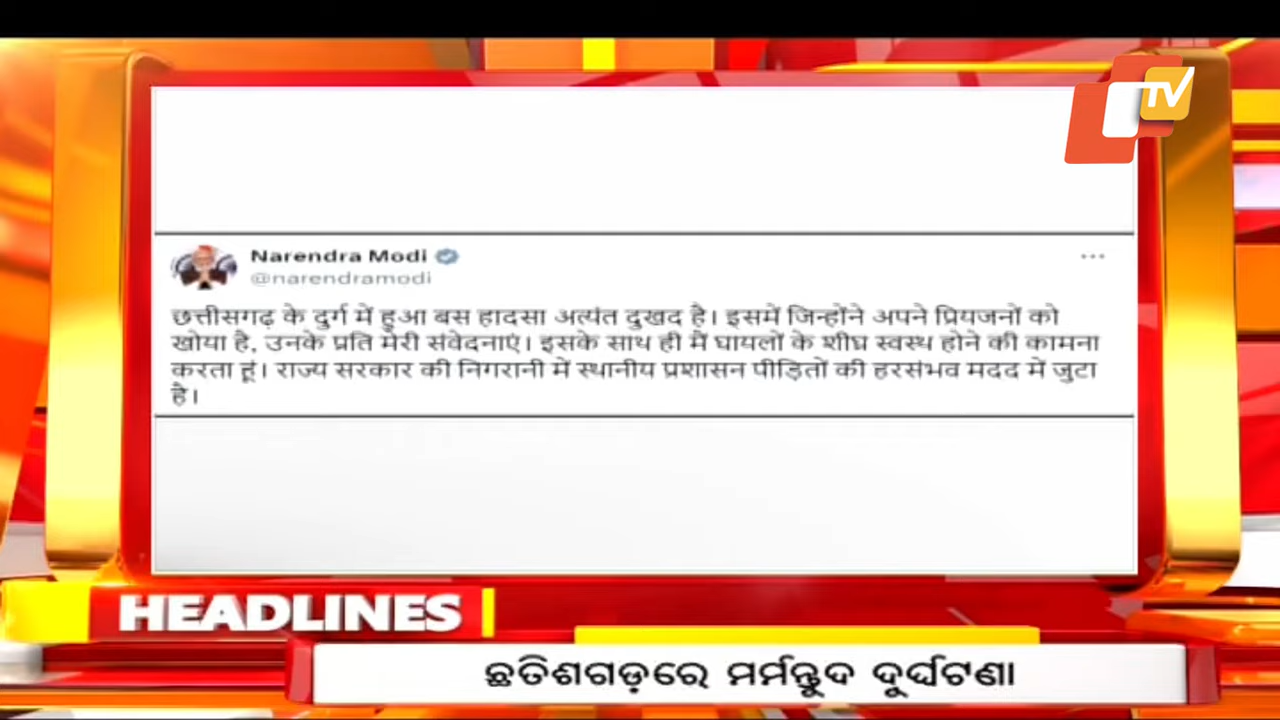 TV
Narendra Modi
@narendramodi
छत्तीसगढ़ के दुर्ग में हुआ बस हादसा अत्यंत दुखद है। इसमें जिन्होंने अपने प्रियजनों को
खोया है, उनके प्रति मेरी संवेदनाएं। इसके साथ ही मैं घायलों के शीघ्र स्वस्थ होने की कामना
करता हूं। राज्य सरकार की निगरानी में स्थानीय प्रशासन पीड़ितों की हरसंभव मदद में जुटा
है।
HEADLINES
ଛତିଶଗଡ଼ରେ ମର୍ମନ୍ତୁଦ ଦୁର୍ଘଟଣା